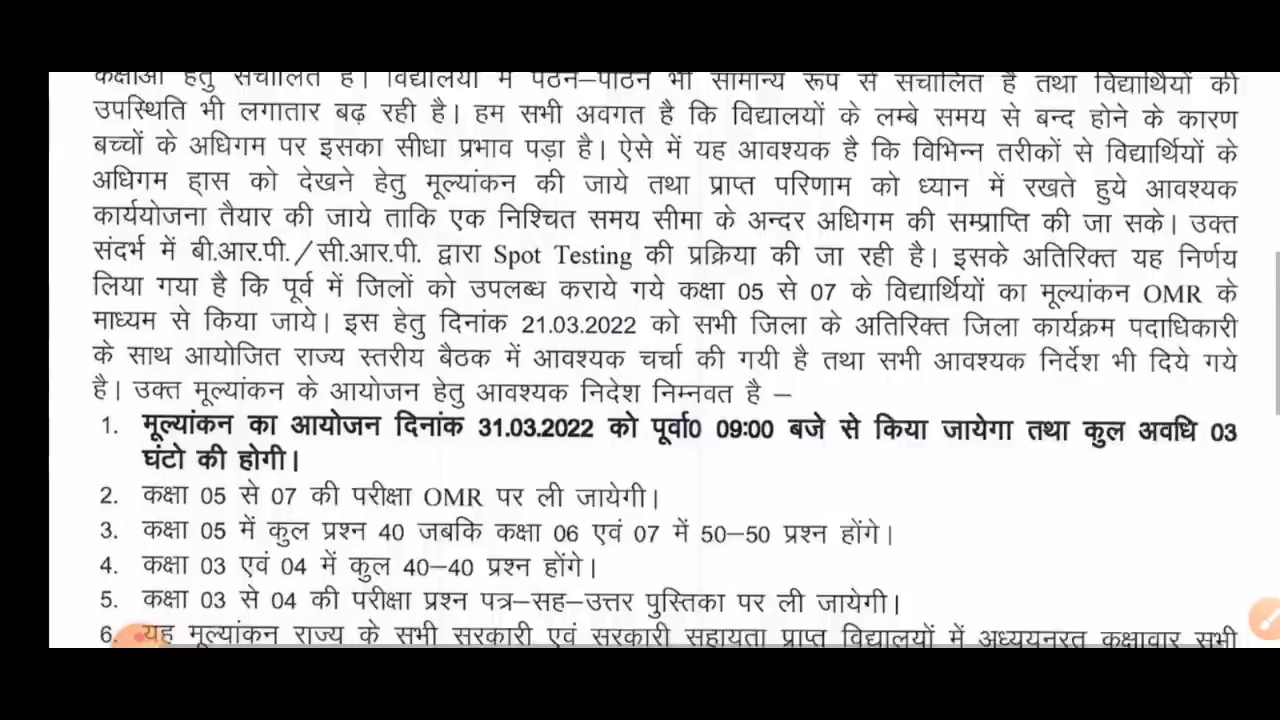 कक्षाओं हेतु संचालित है। विद्यालयों में पठन–पाठन भी सामान्य रूप से संचालित है तथा विद्यार्थियों की
उपस्थिति भी लगातार बढ़ रही है। हम सभी अवगत है कि विद्यालयों के लम्बे समय से बन्द होने के कारण
बच्चों के अधिगम पर इसका सीधा प्रभाव पड़ा है। ऐसे में यह आवश्यक है कि विभिन्न तरीकों से विद्यार्थियों के
अधिगम ह्रास को देखने हेतु मूल्यांकन की जाये तथा प्राप्त परिणाम को ध्यान में रखते हुये आवश्यक
कार्ययोजना तैयार की जाये ताकि एक निश्चित समय सीमा के अन्दर अधिगम की सम्प्राप्ति की जा सके। उक्त
संदर्भ में बी.आर.पी./सी.आर.पी. द्वारा Spot Testing की प्रक्रिया की जा रही है। इसके अतिरिक्त यह निर्णय
लिया गया है कि पूर्व में जिलों को उपलब्ध कराये गये कक्षा 05 से 07 के विद्यार्थियों का मूल्यांकन OMR के
माध्यम से किया जाये। इस हेतु दिनांक 21.03.2022 को सभी जिला के अतिरिक्त जिला कार्यक्रम पदाधिकारी
के साथ आयोजित राज्य स्तरीय बैठक में आवश्यक चर्चा की गयी है तथा सभी आवश्यक निर्देश भी दिये गये
है। उक्त मूल्यांकन के आयोजन हेतु आवश्यक निदेश निम्नवत है –
1. मूल्यांकन का आयोजन दिनांक 31.03.2022 को पूर्वा0 09:00 बजे से किया जायेगा तथा कुल अवधि 03
घंटो की होगी।
2. कक्षा 05 से 07 की परीक्षा OMR पर ली जायेगी।
3. कक्षा 05 में कुल प्रश्न 40 जबकि कक्षा 06 एवं 07 में 50–50 प्रश्न होंगे।
4. कक्षा 03 एवं 04 में कुल 40–40 प्रश्न होंगे।
5. कक्षा 03 से 04 की परीक्षा प्रश्न पत्र–सह–उत्तर पुस्तिका पर ली जायेगी।
6. यह मूल्यांकन राज्य के सभी सरकारी एवं सरकारी सहायता प्राप्त विद्यालयों में अध्ययनरत कक्षावार सभी